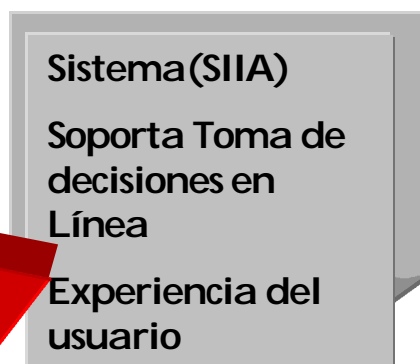 Sistema(SIIA)
Soporta Toma de
decisiones en
Línea
Experiencia del
usuario